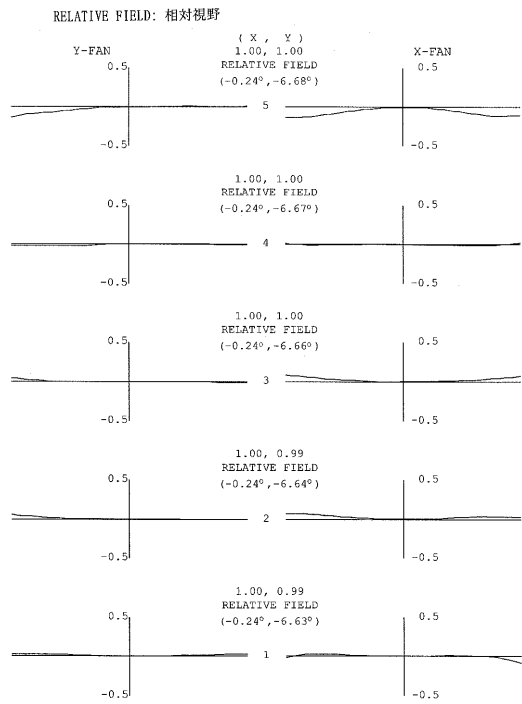 RELATIVE FIELD: 相対視野
( X , Y )
Y-FAN 1.00, 1.00 X-FAN
0.5 RELATIVE FIELD 0.5
(-0.24°,-6.68°)
5
-0.5 -0.5
1.00, 1.00
RELATIVE FIELD
0.5 (-0.24°,-6.67°) 0.5
4
-0.5 -0.5
1.00, 1.00
RELATIVE FIELD
0.5 (-0.24°,-6.66°) 0.5
3
-0.5 -0.5
1.00, 0.99
RELATIVE FIELD
0.5 (-0.24°,-6.64°) 0.5
2
-0.5 -0.5
1.00, 0.99
RELATIVE FIELD
0.5 (-0.24°,-6.63°) 0.5
1
-0.5 -0.5